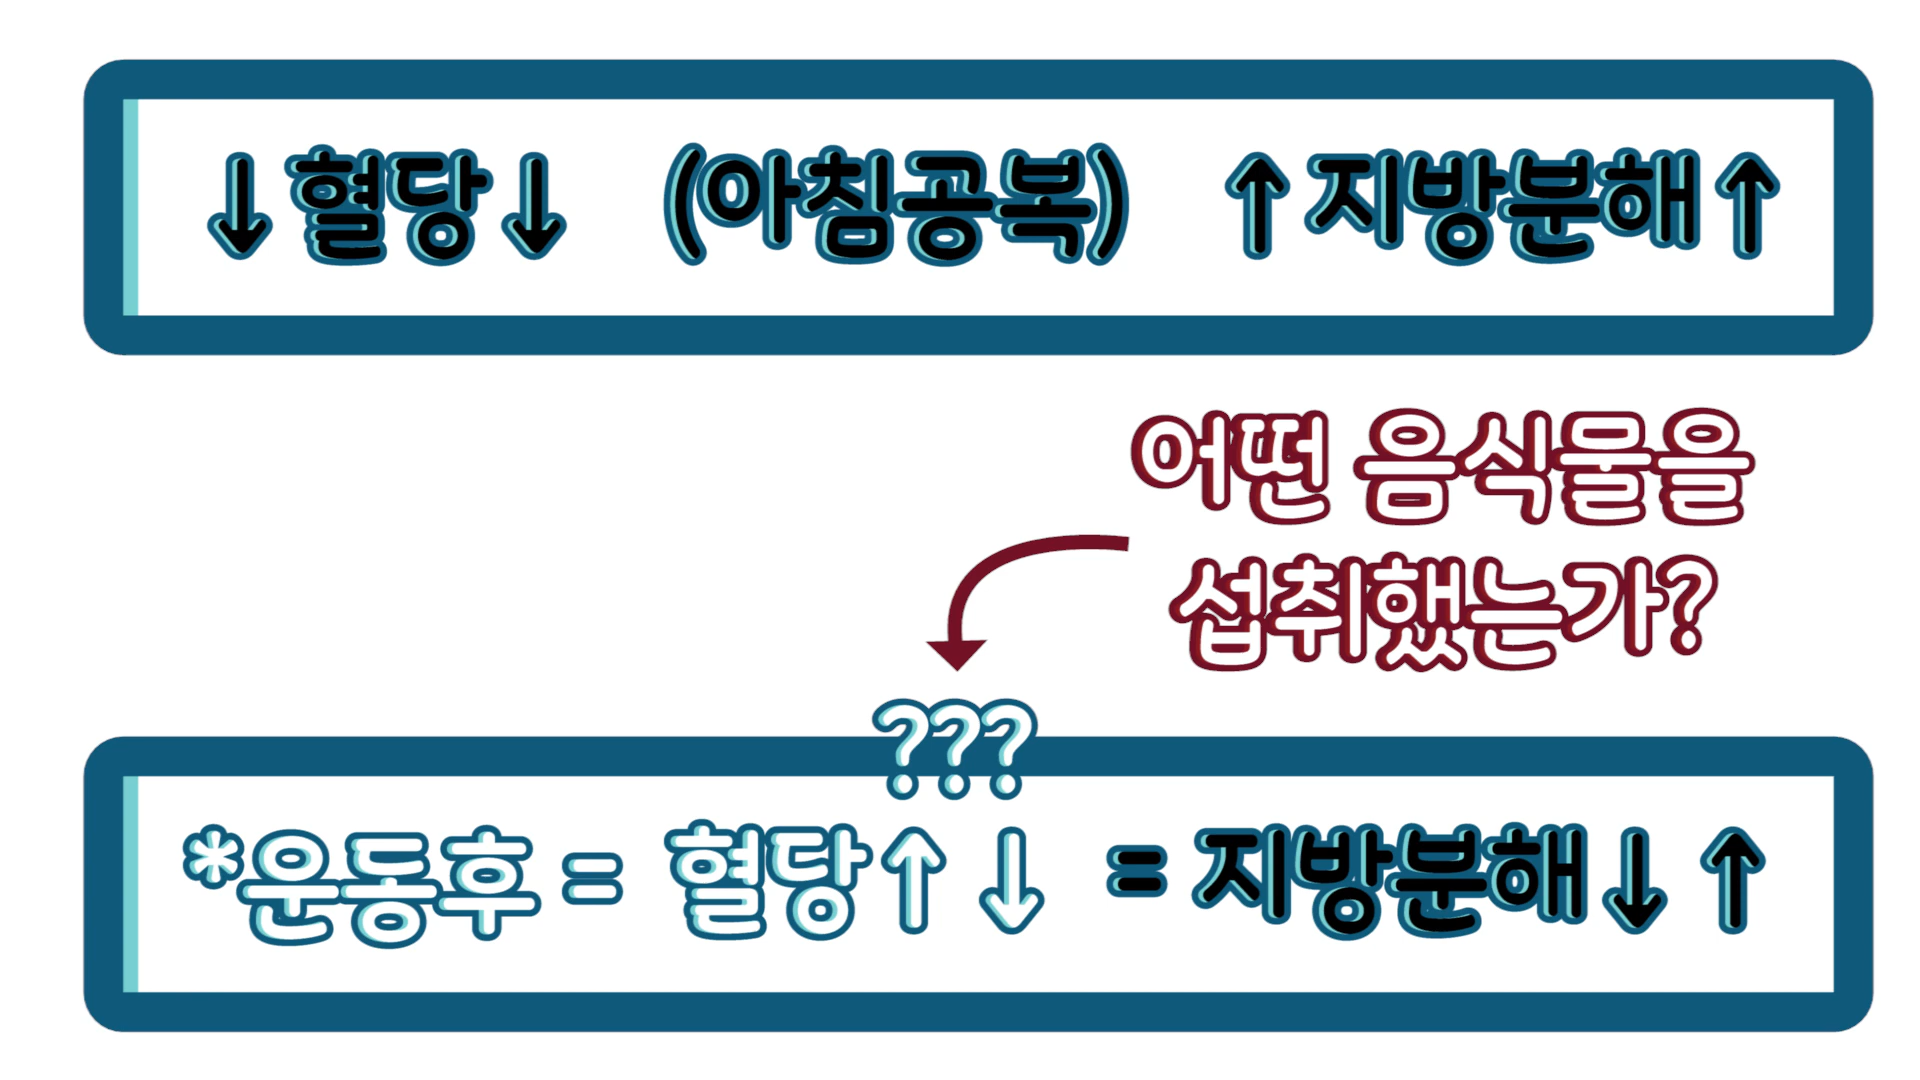 ↓혈당↓ (아침공복) ↑지방분해↑
어떤 음식물을
섭취했는가?
???
*운동후 = 혈당↑↓ = 지방분해↓↑